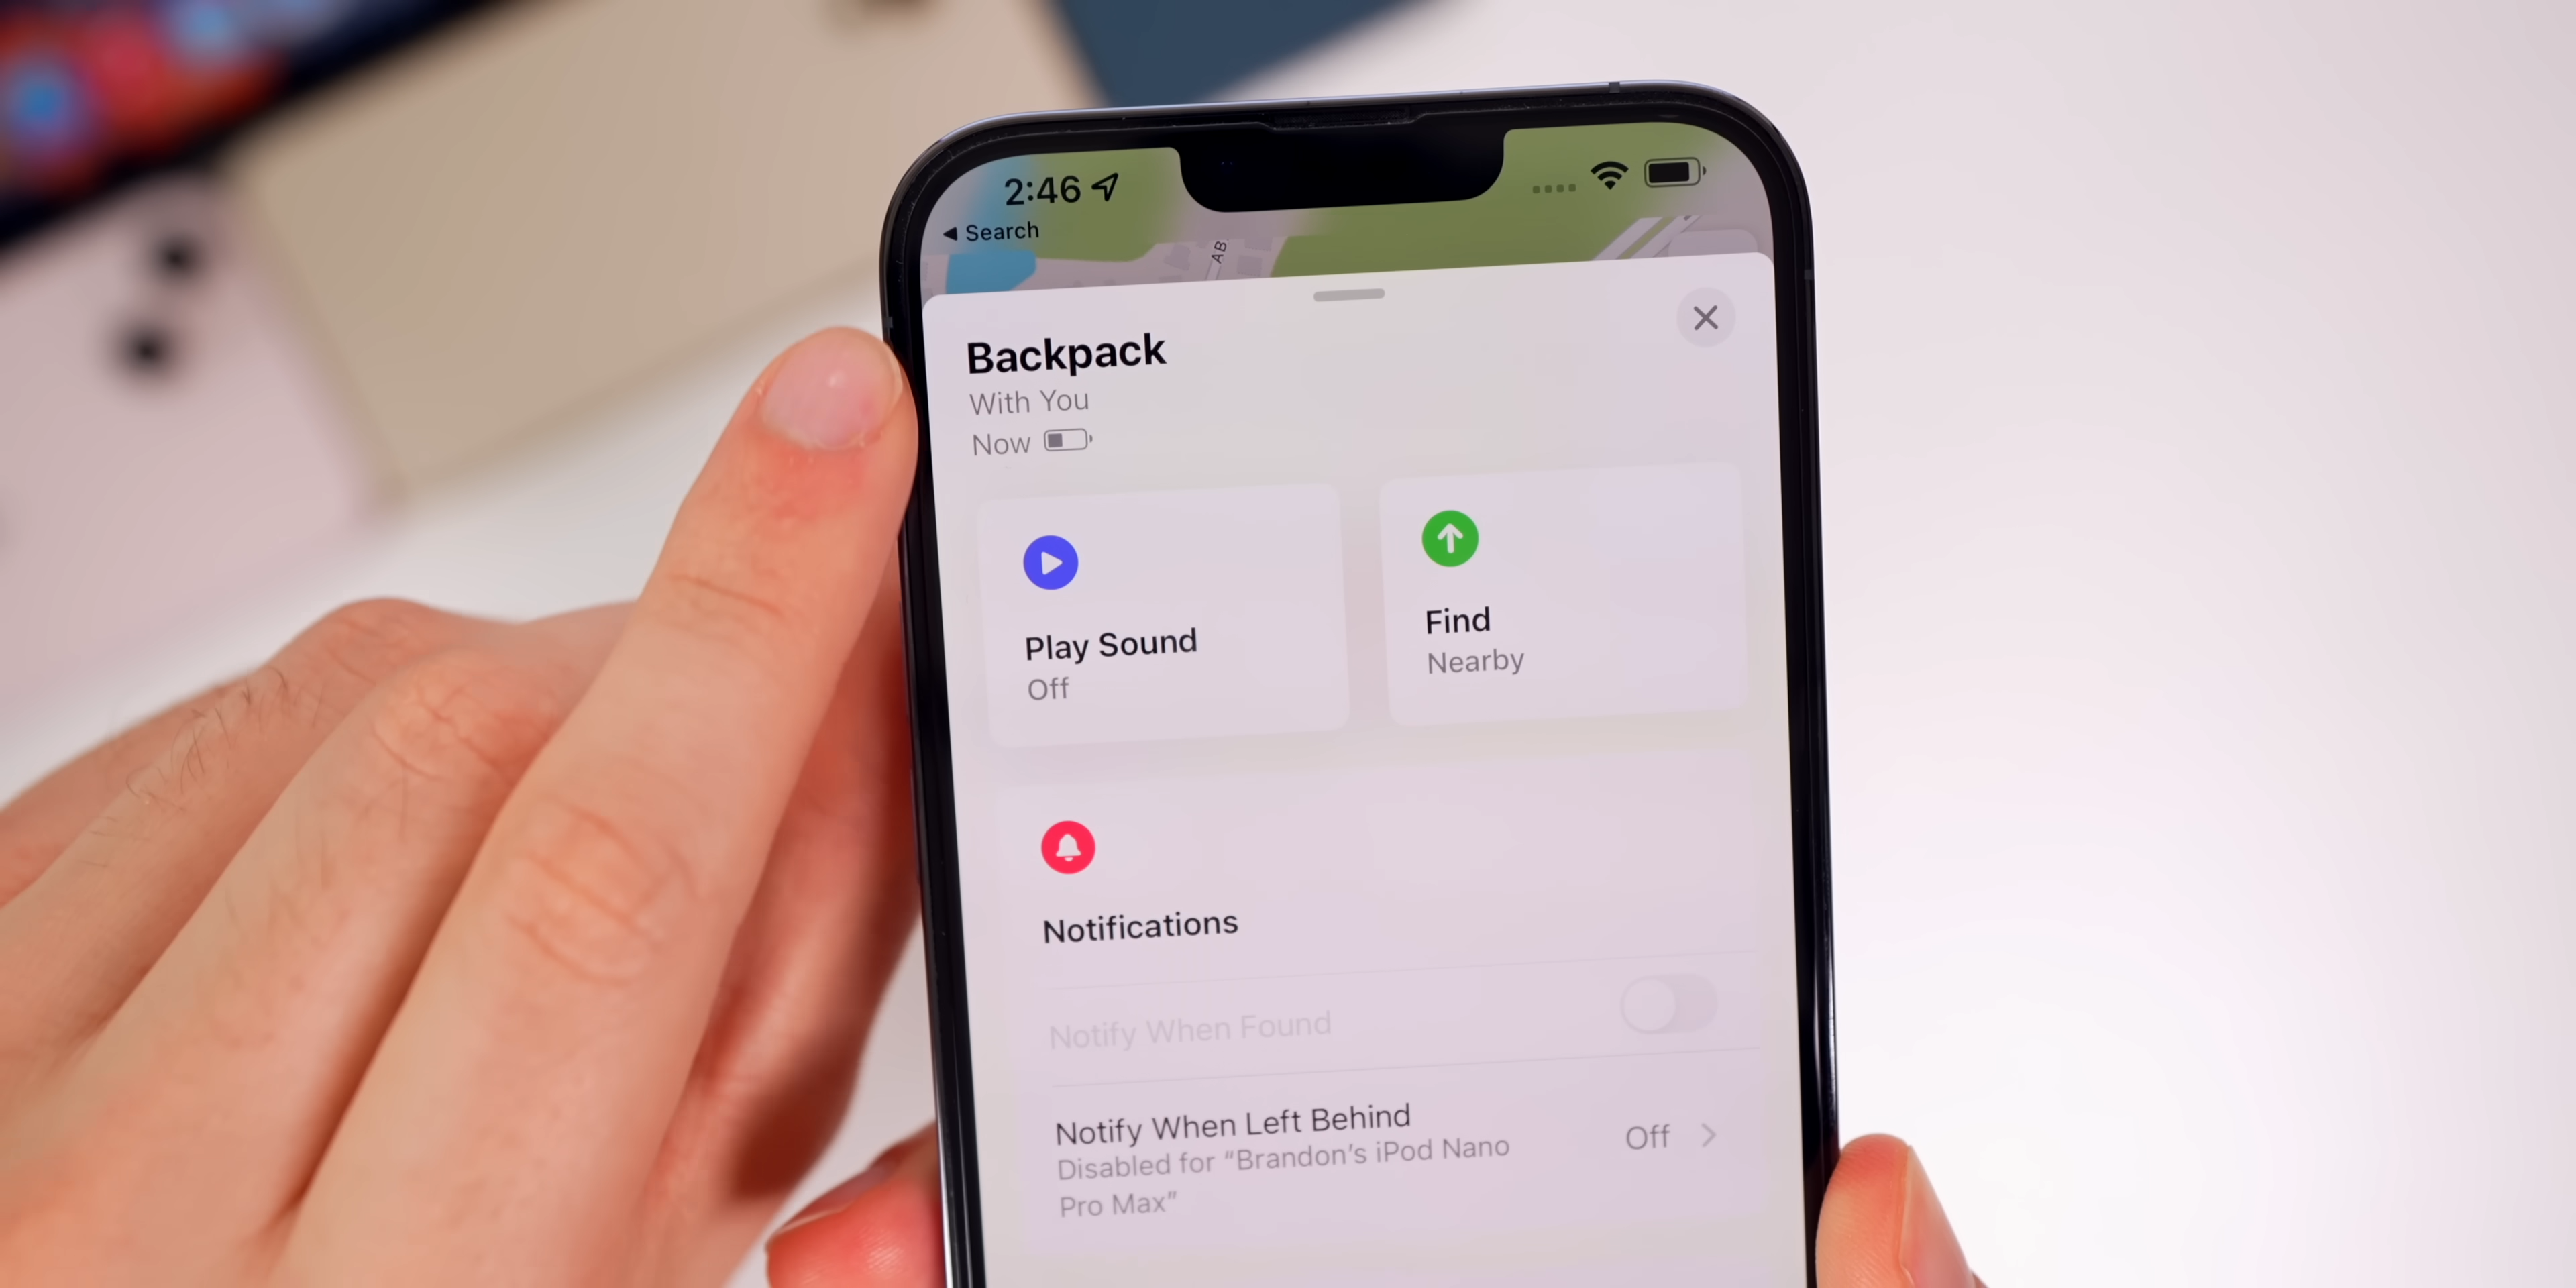 2:46
Search
AB
Backpack
With You
Now
Play Sound
Off
Find
Nearby
Notifications
Notify When Found
Notify When Left Behind
Disabled for “Brandon’s iPod Nano
Pro Max”
Off